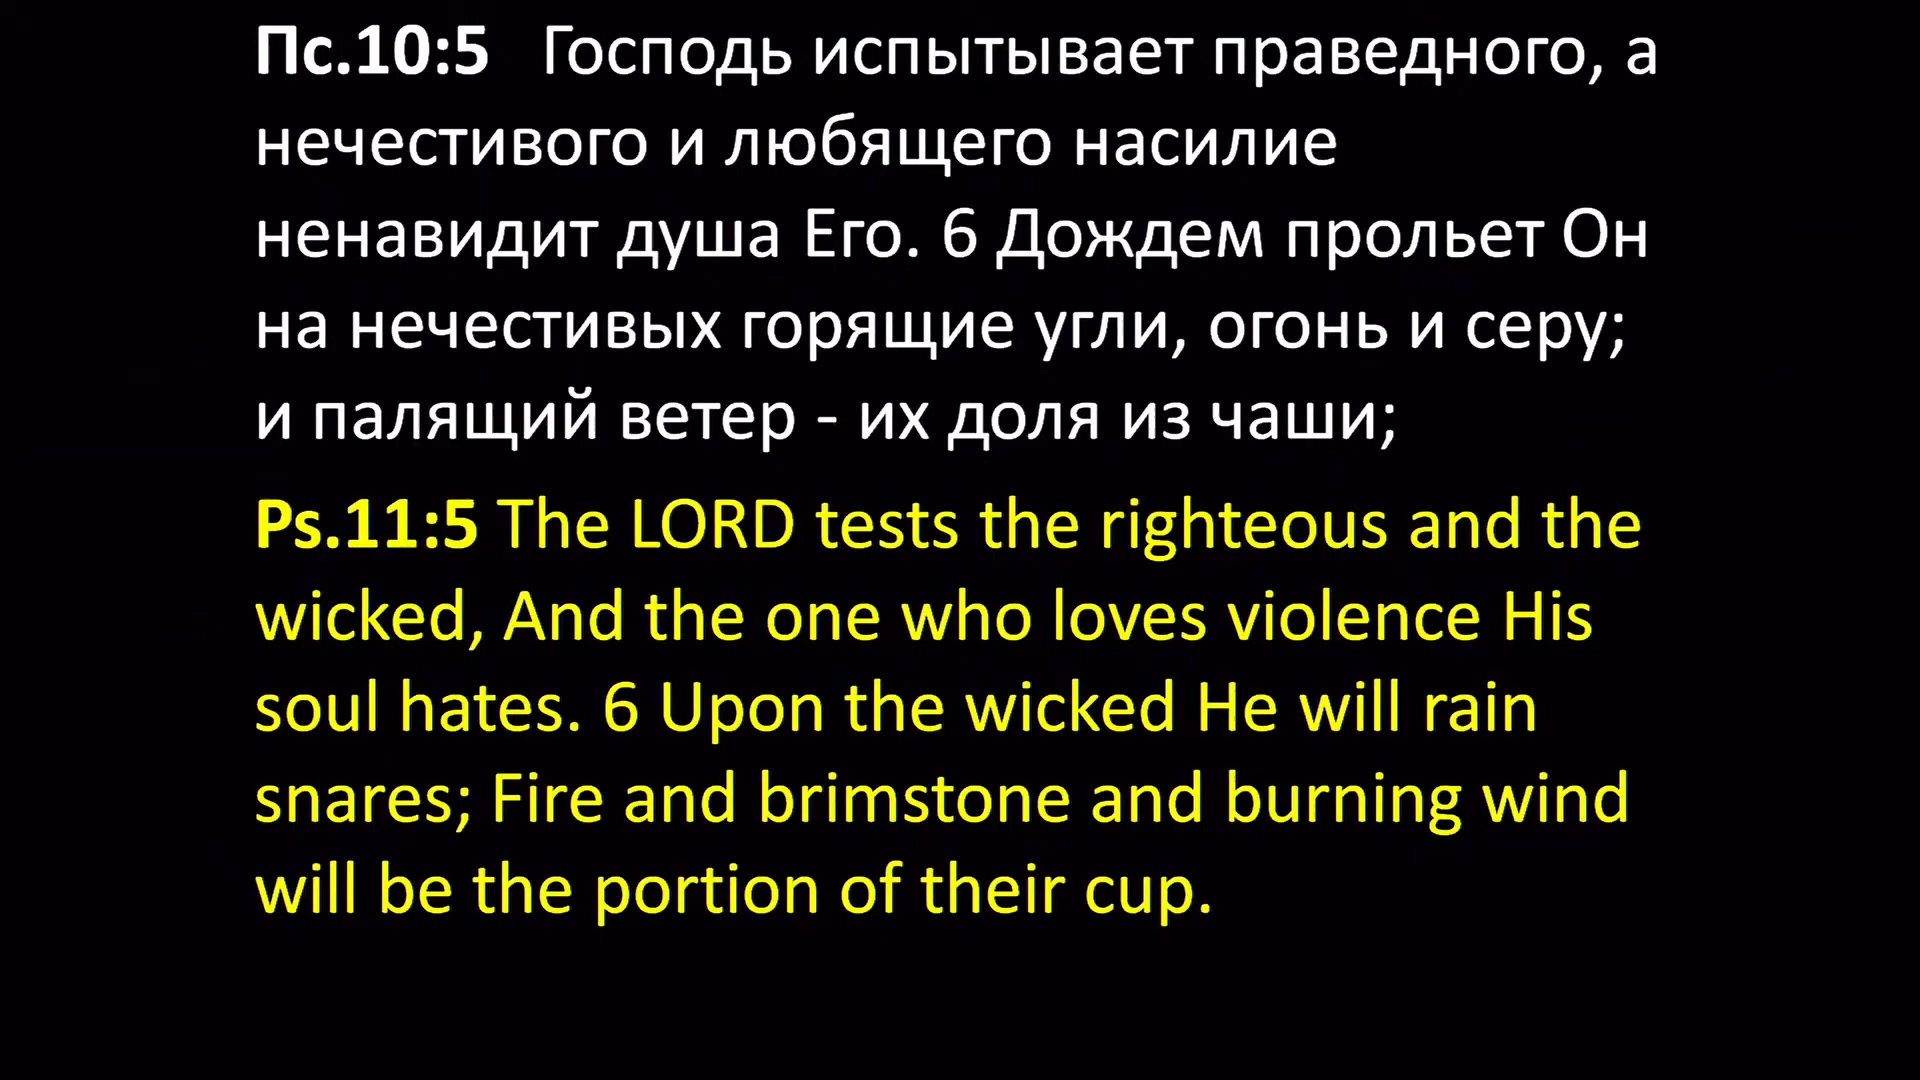 Пс.10:5 Господь испытывает праведного, а
нечестивого и любящего насилие
ненавидит душа Его. 6 Дождем прольет Он
на нечестивых горящие угли, огонь и серу;
и палящий ветер - их доля из чаши;
Ps.11:5 The LORD tests the righteous and the
wicked, And the one who loves violence His
soul hates. 6 Upon the wicked He will rain
snares; Fire and brimstone and burning wind
will be the portion of their cup.